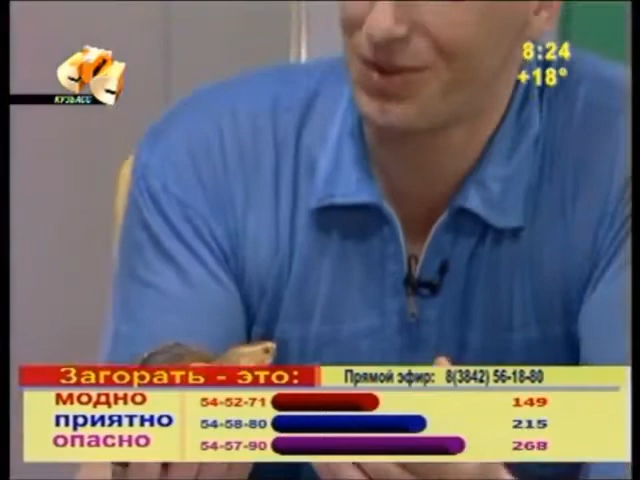 8:24
+18°
КУЗБАСС
Загорать - это: Прямой эфир: 8(3842) 56-18-80
модно 54-52-71 149
приятно 54-58-80 215
опасно 54-57-90 268